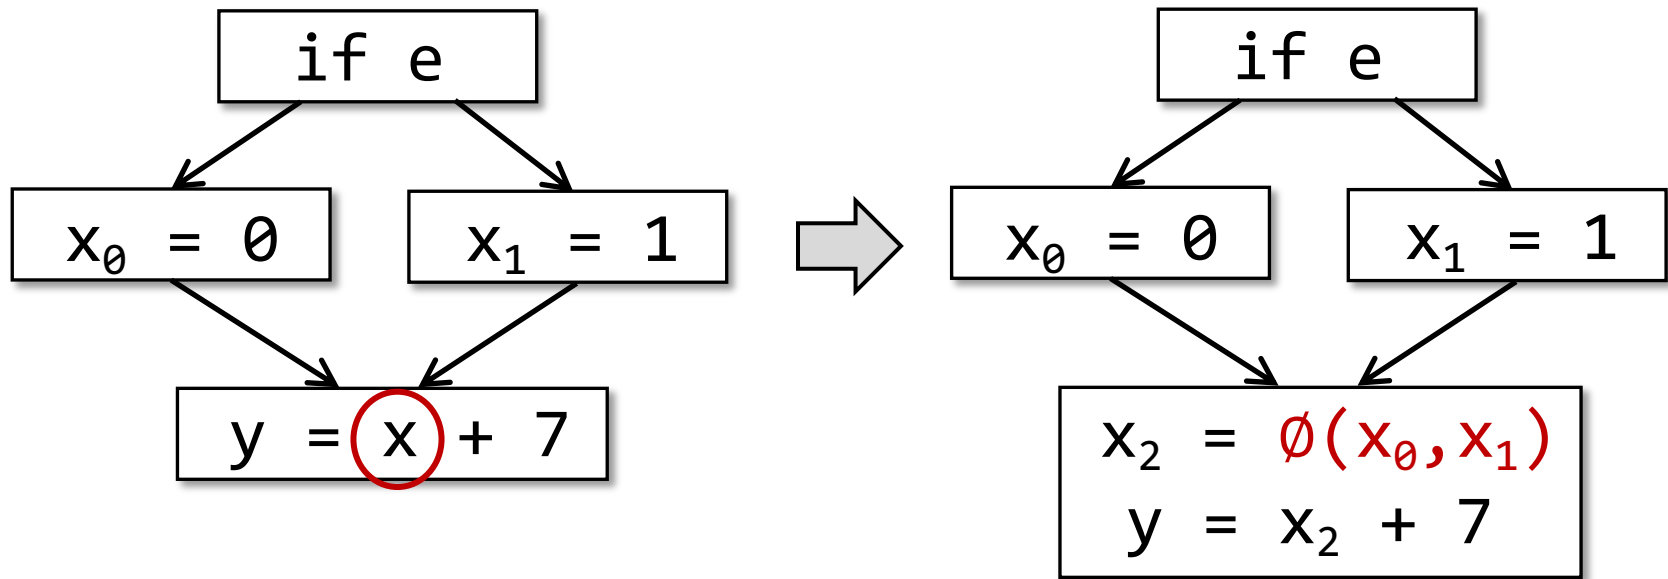 if e
x₀ = 0
x₁ = 1
y = x + 7
if e
x₀ = 0
x₁ = 1
x₂ = Ø(x₀,x₁)
y = x₂ + 7